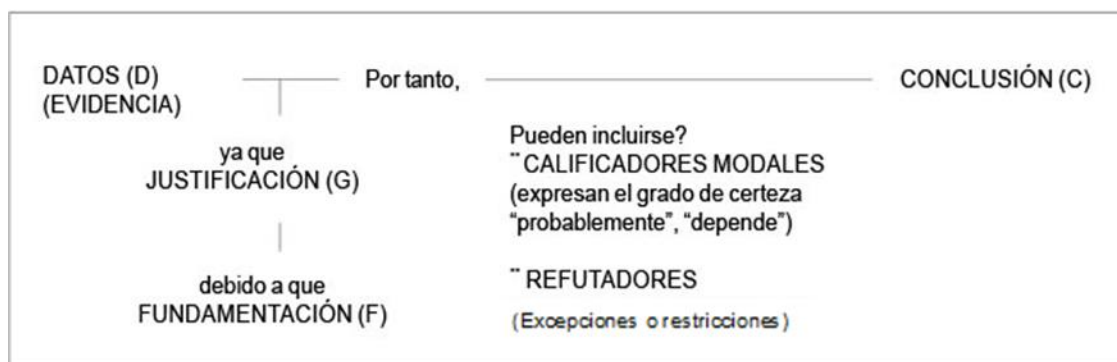 DATOS (D)
(EVIDENCIA)
Por tanto,
CONCLUSIÓN (C)
ya que
JUSTIFICACIÓN (G)
debido a que
FUNDAMENTACIÓN (F)
Pueden incluirse?
¨ CALIFICADORES MODALES
(expresan el grado de certeza
“probablemente”, “depende”)
¨ REFUTADORES
(Excepciones o restricciones)